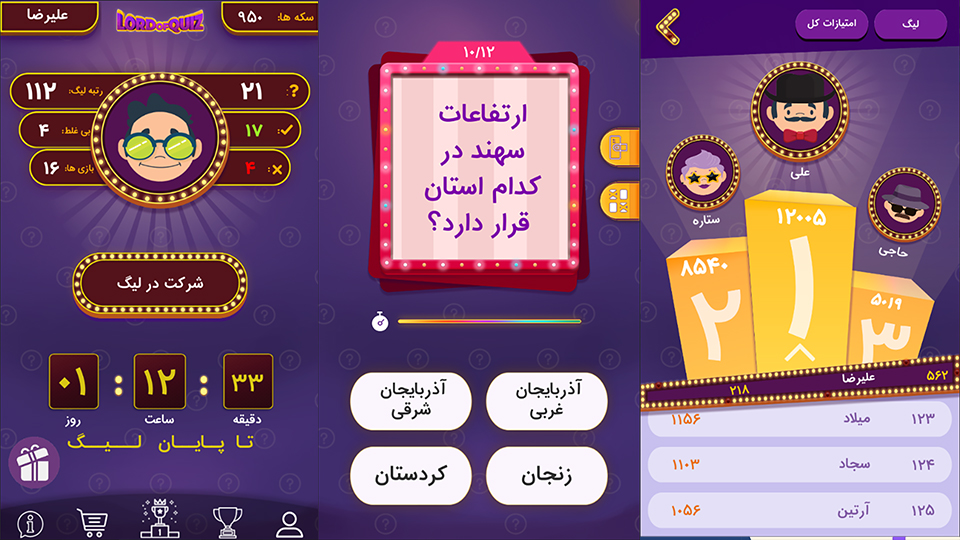 علیرضا
LORD OF QUIZ
سکه ها: ۹۵۰
رتبه لیگ: ۱۱۲
بی غلط: ۴
بازی ها: ۱۶
۲۱ :?
۱۷ :✓
۴ :×
شرکت در لیگ
۰۱ : ۱۲ : ۳۳
روز ساعت دقیقه
تا پایان لیگ
۱۰/۱۲
ارتفاعات
سهند در
کدام استان
قرار دارد؟
آذربایجان
غربی
آذربایجان
شرقی
زنجان
کردستان
لیگ
امتیازات کل
علی
ستاره
حاجی
۱۲۰۰۵
۱
۸۵۴۰
۲
۵۰۱۹
۳
۵۶۲ علیرضا ۲۱۸
۱۲۳ میلاد ۱۱۵۶
۱۲۴ سجاد ۱۱۰۳
۱۲۵ آرتین ۱۰۵۶